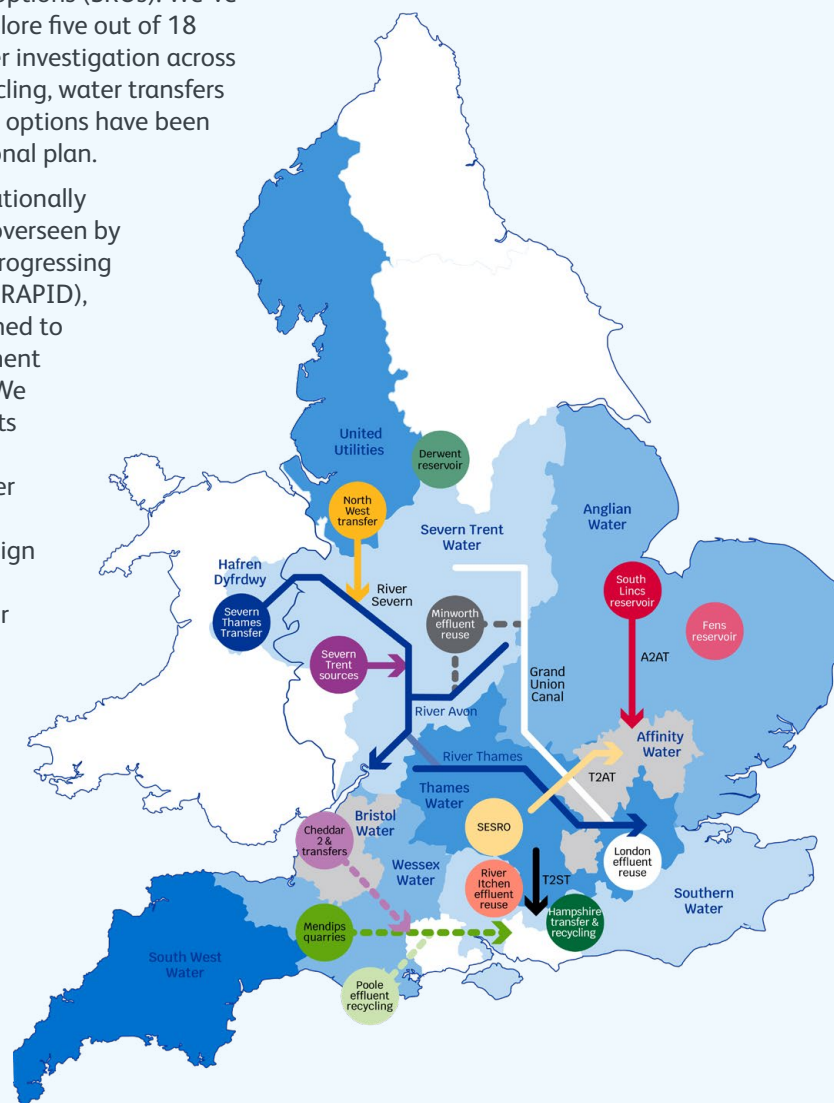 ptions (SROs). We've
lore five out of 18
er investigation across
cling, water transfers
options have been
onal plan.
ationally
overseen by
rogressing
RAPID),
ned to
ment
We
ts
er
ign
r
United
Utilities
Derwent
reservoir
North
West
transfer
Severn Trent
Water
Anglian
Water
Hafren
Dyfrdwy
River
Severn
Severn
Thames
Transfer
Minworth
effluent
reuse
South
Lincs
reservoir
Fens
reservoir
Severn
Trent
sources
A2AT
Grand
Union
Canal
River Avon
Affinity
Water
River Thames
T2AT
Thames
Water
Bristol
Water
SESRO
Cheddar
2 &
transfers
London
effluent
reuse
Wessex
Water
River
Itchen
effluent
reuse
T2ST
Southern
Water
Hampshire
transfer &
recycling
Mendips
quarries
South West
Water
Poole
effluent
recycling